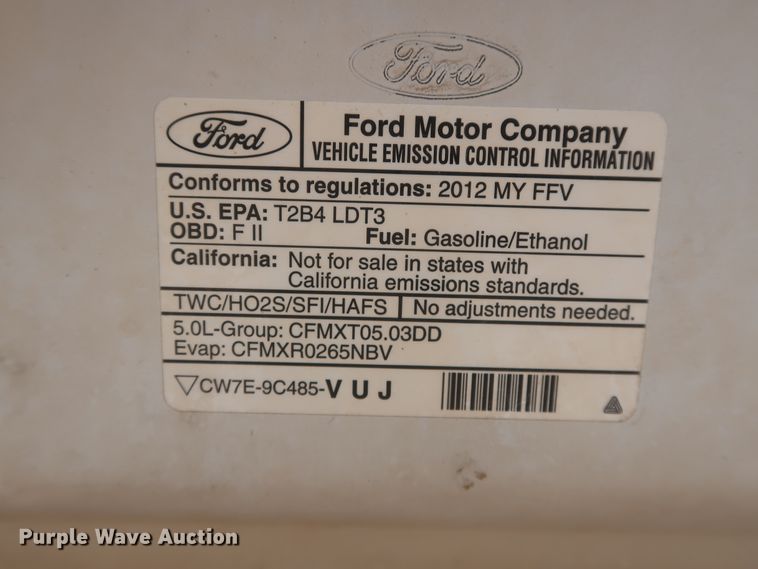 Ford
Ford
Ford Motor Company
VEHICLE EMISSION CONTROL INFORMATION
Conforms to regulations: 2012 MY FFV
U.S. EPA: T2B4 LDT3
OBD: F II Fuel: Gasoline/Ethanol
California: Not for sale in states with
California emissions standards.
TWC/HO2S/SFI/HAFS No adjustments needed.
5.0L-Group: CFMXT05.03DD
Evap: CFMXR0265NBV
CW7E-9C485-V U J
Purple Wave Auction